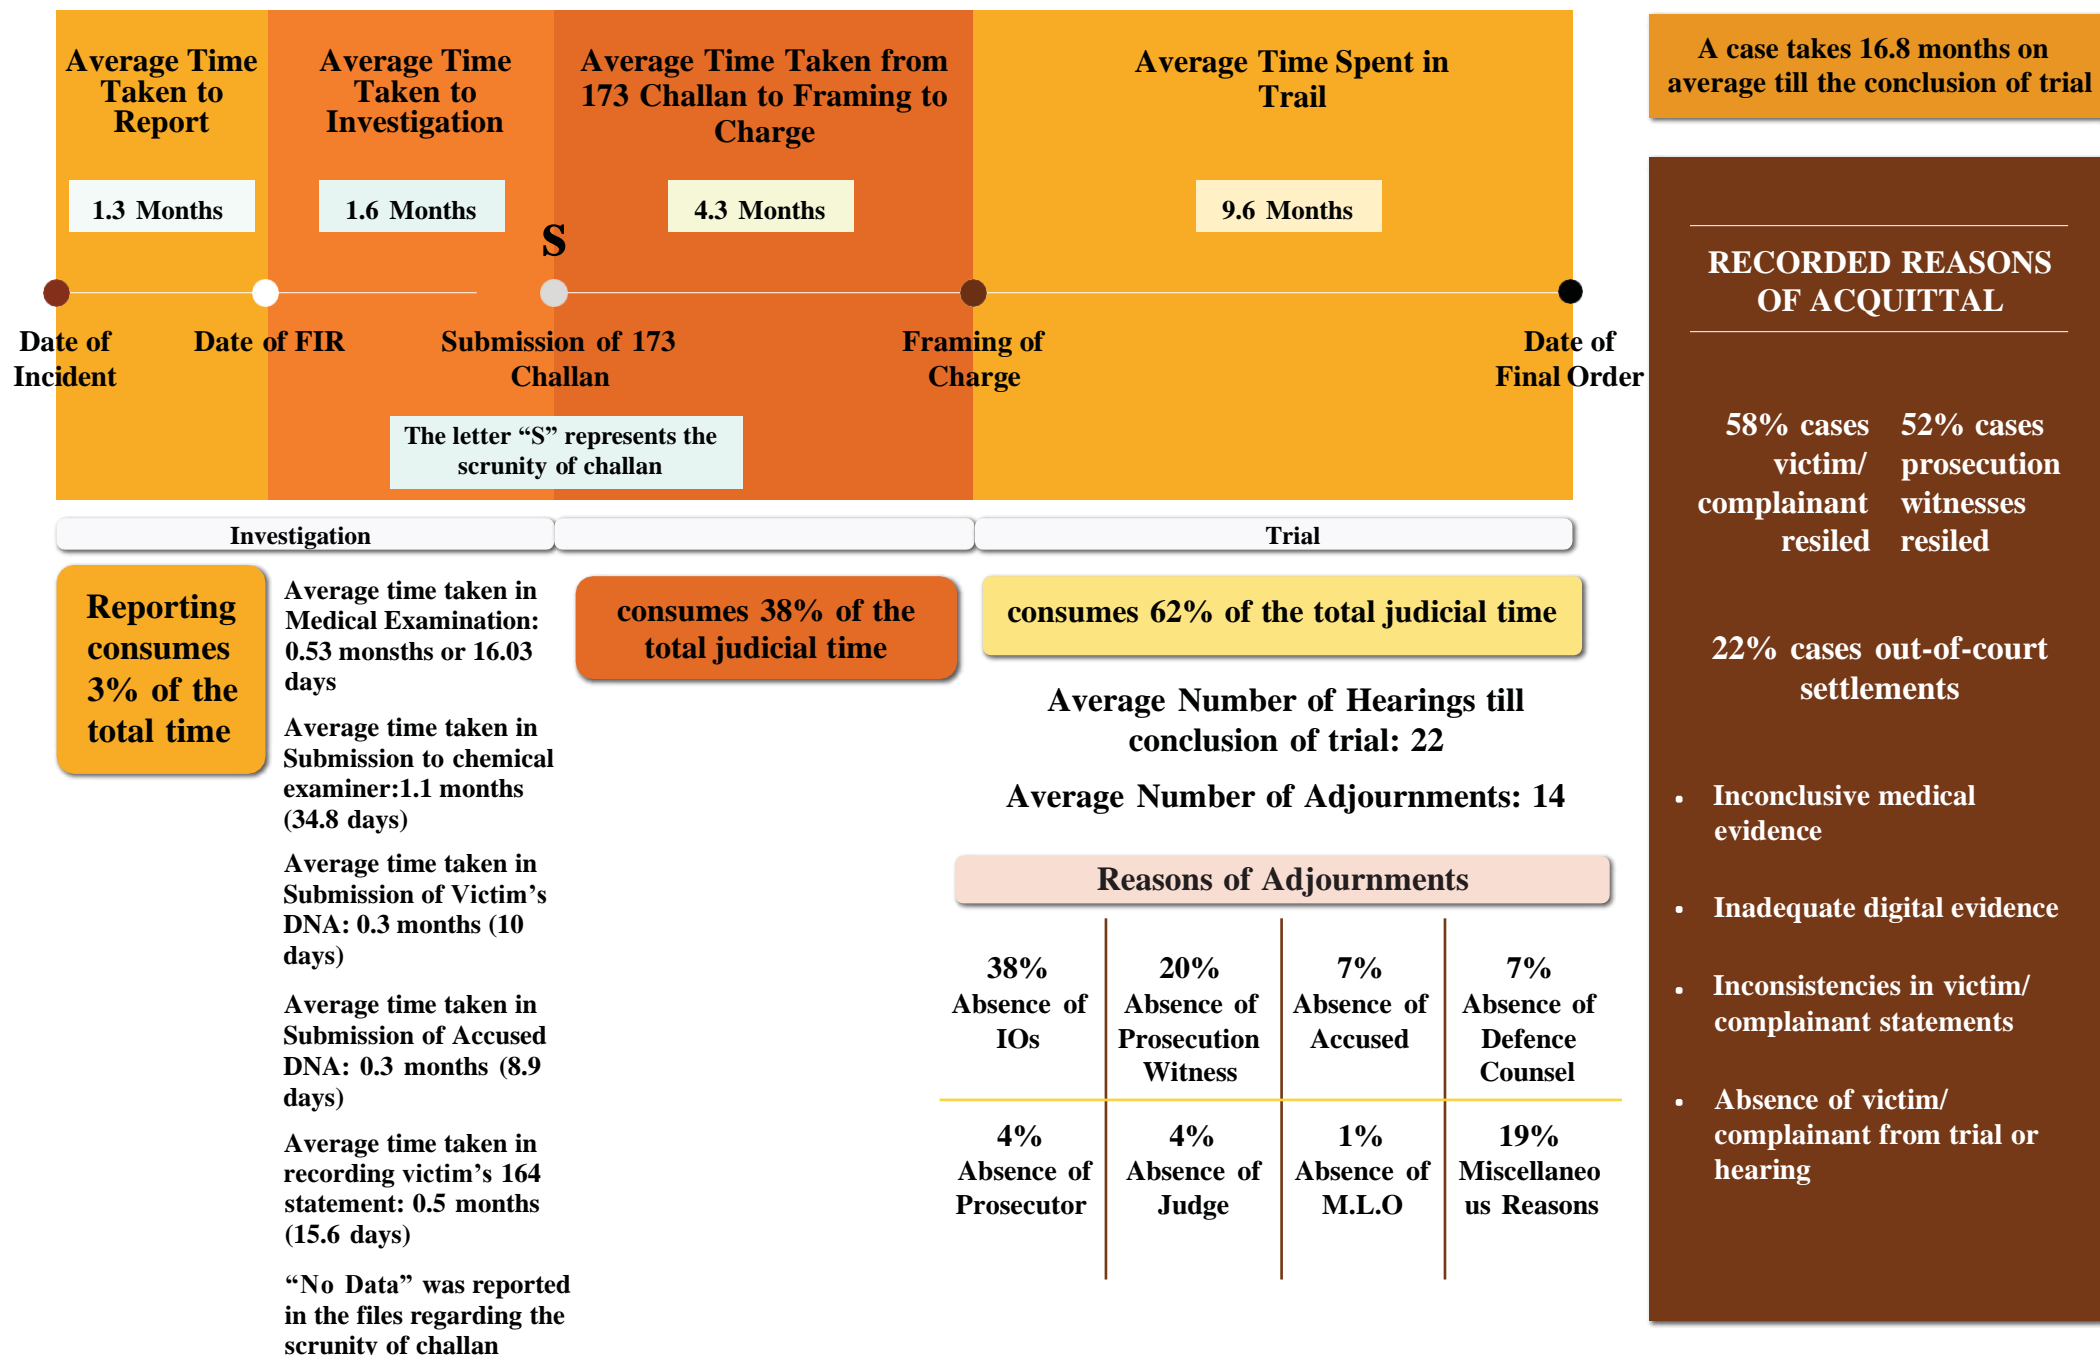 Average Time
Taken to
Report
1.3 Months
Average Time
Taken to
Investigation
1.6 Months
Average Time Taken from
173 Challan to Framing to
Charge
4.3 Months
Average Time Spent in
Trail
9.6 Months
S
Date of
Incident
Date of FIR
Submission of 173
Challan
Framing of
Charge
Date of
Final Order
The letter “S” represents the
scrunity of challan
Investigation
Trial
Reporting
consumes
3% of the
total time
Average time taken in
Medical Examination:
0.53 monsths or 16.03
days
Average time taken in
Submission to chemical
examiner:1.1 months
(34.8 days)
Average time taken in
Submission of Victim’s
DNA: 0.3 months (10
days)
Average time taken in
Submission of Accused
DNA: 0.3 months (8.9
days)
Average time taken in
recording victim’s 164
statement: 0.5 months
(15.6 days)
“No Data” was reported
in the files regarding the
scrunity of challan
consumes 38% of the
total judicial time
consumes 62% of the total judicial time
Average Number of Hearings till
conclusion of trial: 22
Average Number of Adjournments: 14
Reasons of Adjournments
38%
Absence of
IOs
20%
Absence of
Prosecution
Witness
7%
Absence of
Accused
7%
Absence of
Defence
Counsel
4%
Absence of
Prosecutor
4%
Absence of
Judge
1%
Absence of
M.L.O
19%
Miscellaneo
us Reasons
A case takes 16.8 months on
average till the conclusion of trial
RECORDED REASONS
OF ACQUITTAL
58% cases
victim/
complainant
resiled
52% cases
prosecution
witnesses
resiled
22% cases out-of-court
settlements
• Inconclusive medical
evidence
• Inadequate digital evidence
• Inconsistencies in victim/
complainant statements
• Absence of victim/
complainant from trial or
hearing